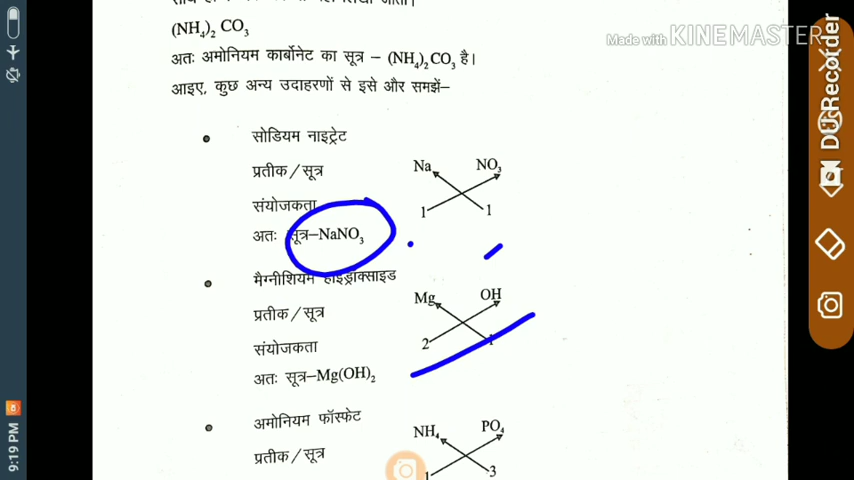 (NH₄)₂ CO₃
अतः अमोनियम कार्बोनेट का सूत्र – (NH₄)₂CO₃ है।
आइए, कुछ अन्य उदाहरणों से इसे और समझें–
सोडियम नाइट्रेट
प्रतीक/सूत्र Na NO₃
संयोजकता 1 1
अतः सूत्र–NaNO₃
मैग्नीशियम हाइड्रॉक्साइड
प्रतीक/सूत्र Mg OH
संयोजकता 2 1
अतः सूत्र–Mg(OH)₂
अमोनियम फॉस्फेट
प्रतीक/सूत्र NH₄ PO₄
1 3
Made with KINEMASTER
DU Recorder
9:19 PM